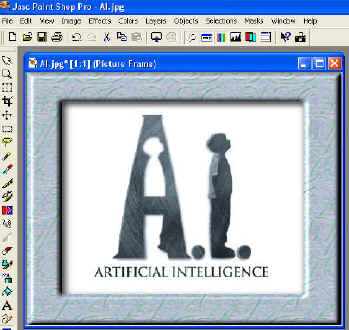 Jasc Paint Shop Pro - AI.jpg
File Edit View Image Effects Colors Layers Objects Selections Masks Window Help
AI.jpg* [1:1] (Picture Frame)
A.I.
ARTIFICIAL INTELLIGENCE